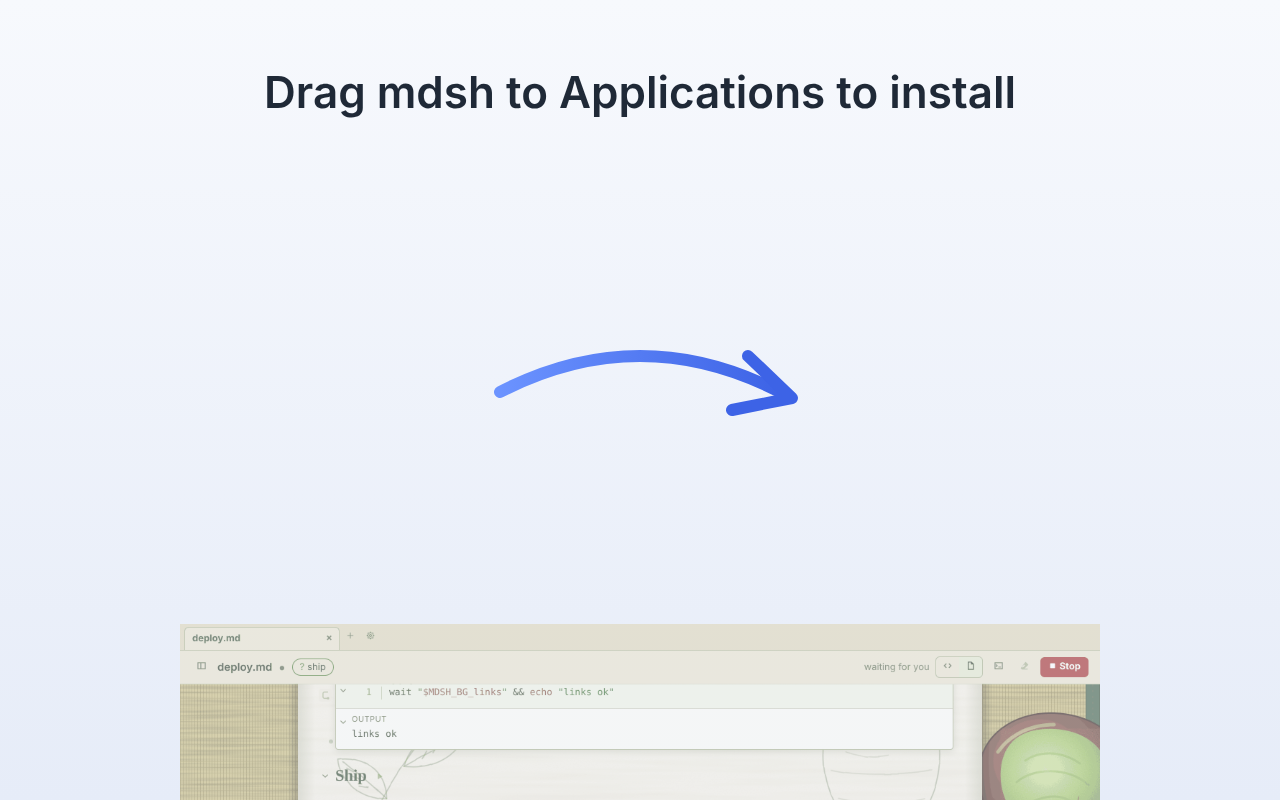 Drag mdsh to Applications to install
deploy.md × +
deploy.md ? ship waiting for you Stop
1 wait "$MDSH_BG_links" && echo "links ok"
OUTPUT
links ok
Ship